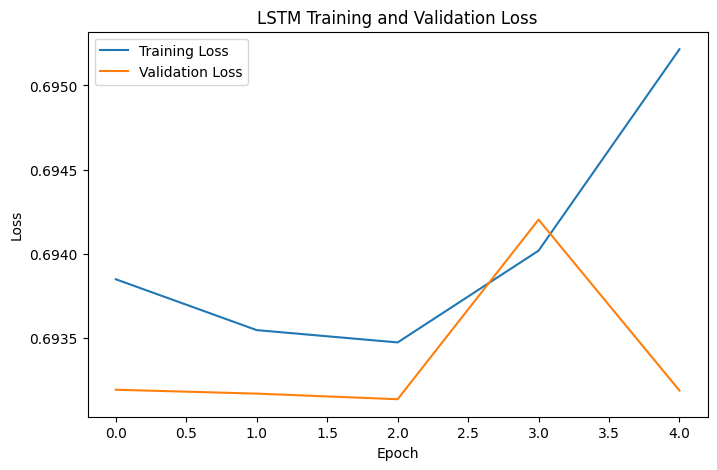 LSTM Training and Validation Loss
Training Loss
Validation Loss
Loss
0.6950
0.6945
0.6940
0.6935
0.0 0.5 1.0 1.5 2.0 2.5 3.0 3.5 4.0
Epoch